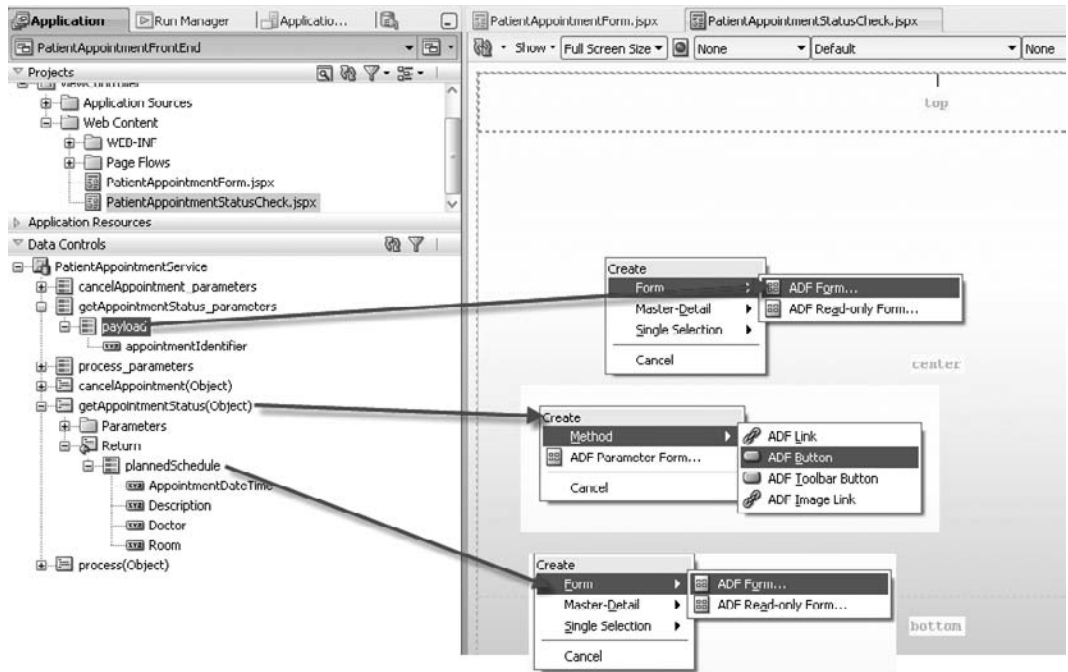 Application
Run Manager
Applicatio...
PatientAppointmentFrontEnd
Projects
ViewController
Application Sources
Web Content
WEB-INF
Page Flows
PatientAppointmentForm.jspx
PatientAppointmentStatusCheck.jspx
Application Resources
Data Controls
PatientAppointmentService
cancelAppointment_parameters
getAppointmentStatus_parameters
payload
appointmentIdentifier
process_parameters
cancelAppointment(Object)
getAppointmentStatus(Object)
Parameters
Return
plannedSchedule
AppointmentDateTime
Description
Doctor
Room
process(Object)
PatientAppointmentForm.jspx
PatientAppointmentStatusCheck.jspx
Show
Full Screen Size
None
Default
None
top
Create
Form
ADF Form...
Master-Detail
ADF Read-only Form...
Single Selection
Cancel
center
Create
Method
ADF Link
ADF Parameter Form...
ADF Button
Cancel
ADF Toolbar Button
ADF Image Link
Create
Form
ADF Form...
Master-Detail
ADF Read-only Form...
Single Selection
Cancel
bottom